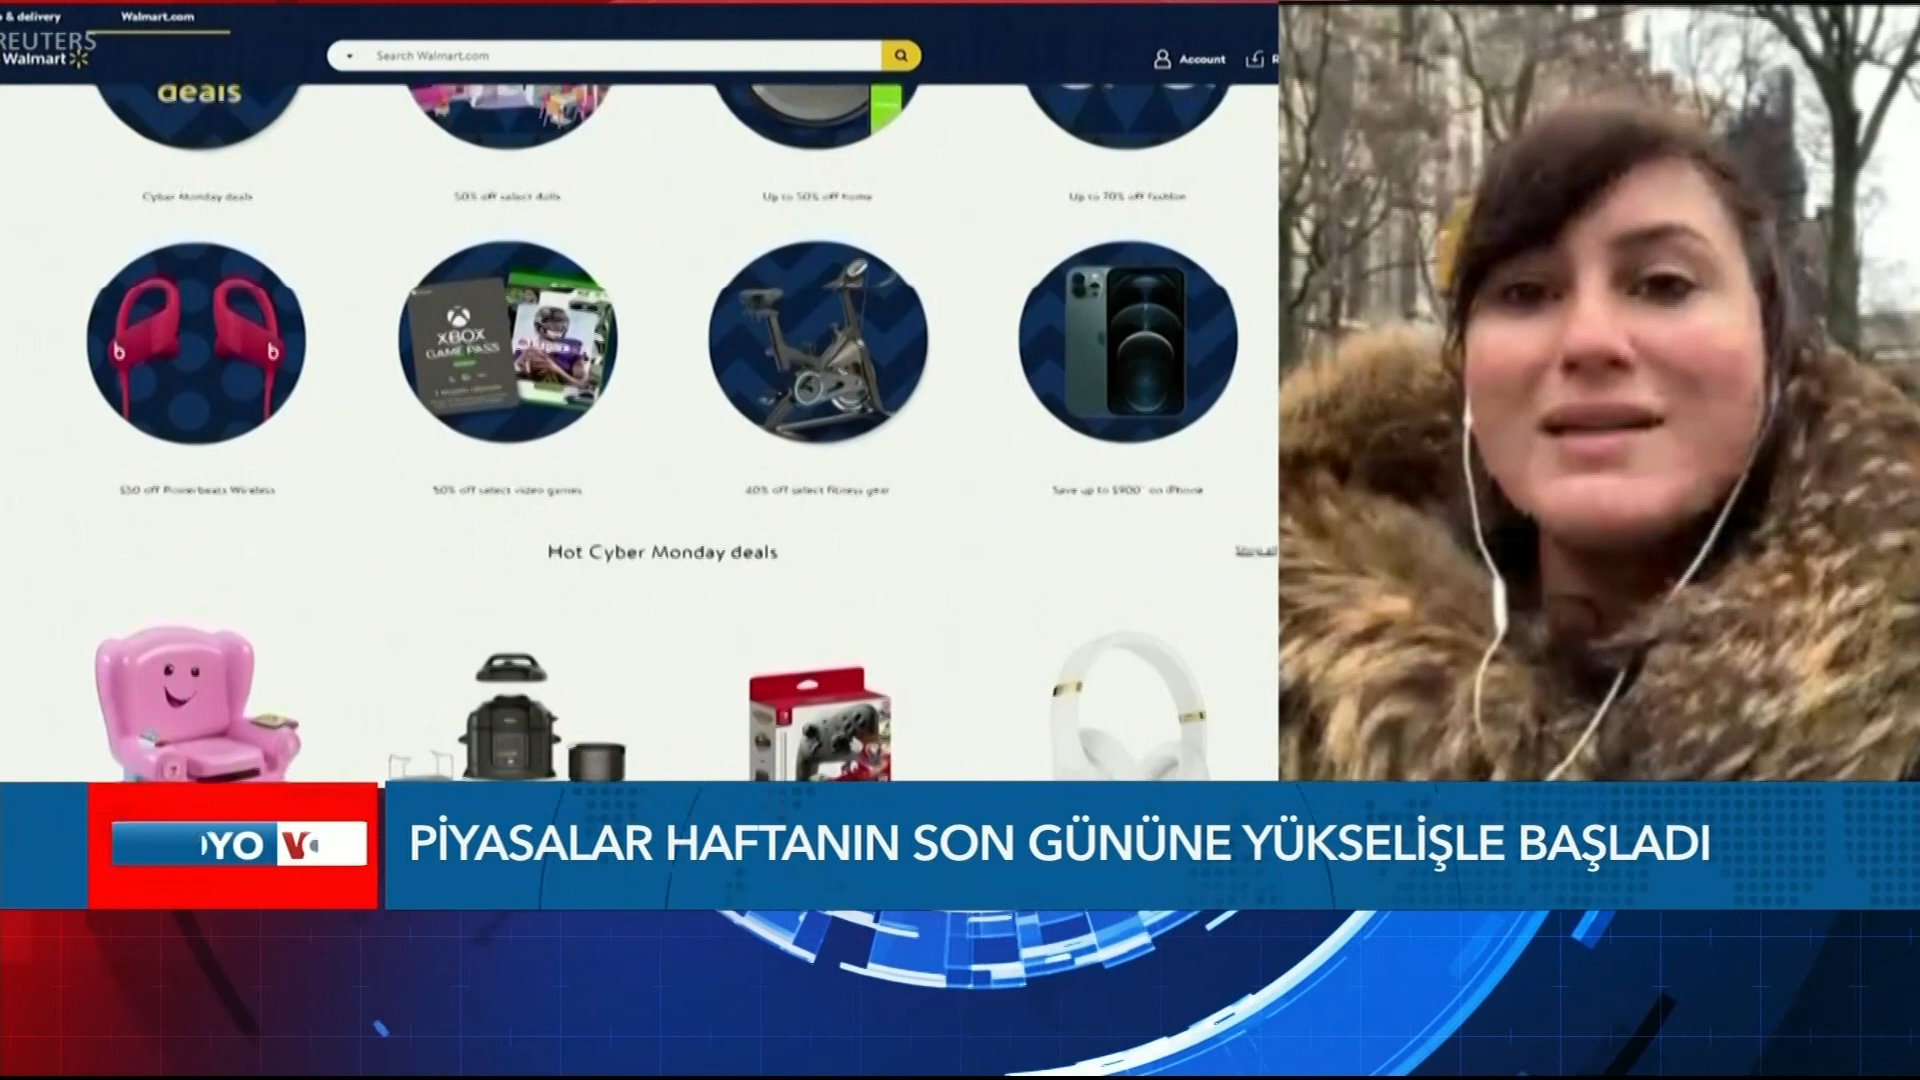 & delivery Walmart.com
REUTERS
Walmart
Search Walmart.com
Account
deals
Cyber Monday deals 50% off select dolls Up to 50% off home Up to 70% off fashion
b b XBOX GAME PASS
$50 off Powerbeats Wireless 50% off select video games 40% off select fitness gear Save up to $900* on iPhone
Hot Cyber Monday deals
Shop all
YO V
PİYASALAR HAFTANIN SON GÜNÜNE YÜKSELİŞLE BAŞLADI